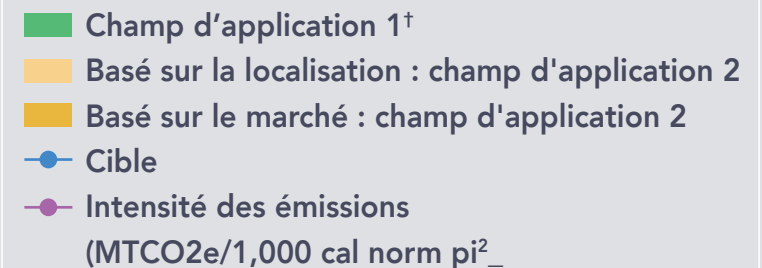 Champ d’application 1†
Basé sur la localisation : champ d'application 2
Basé sur le marché : champ d'application 2
Cible
Intensité des émissions
(MTCO2e/1,000 cal norm pi²_